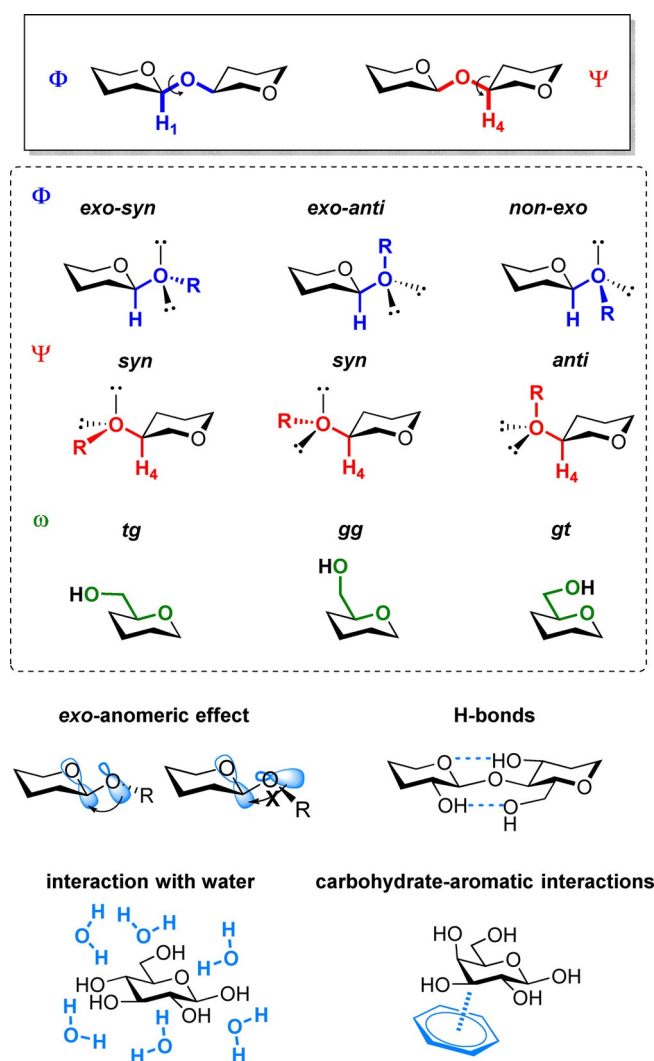 Φ O O O H1
O O O H4 Ψ
Φ
exo-syn exo-anti non-exo
O O R H
R O O H
O O R H
Ψ
syn syn anti
R O O H4
R O O H4
R O O H4
ω
tg gg gt
HO O
HO O
OH O
exo-anomeric effect H-bonds
O O R
O O X R
O HO O O OH O H
interaction with water carbohydrate-aromatic interactions
H H O H O H H O H
OH HO HO O OH OH
H O H H O H H O H
OH OH O HO OH OH